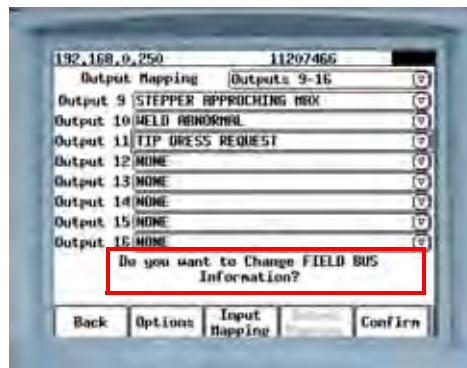 192.168.0.250 11207466
Output Mapping Outputs 9-16
Output 9 STEPPER APPROCHING MAX
Output 10 WELD ABNORMAL
Output 11 TIP DRESS REQUEST
Output 12 NONE
Output 13 NONE
Output 14 NONE
Output 15 NONE
Output 16 NONE
Do you want to Change FIELD BUS
Information?
Back Options Input Mapping Confirm